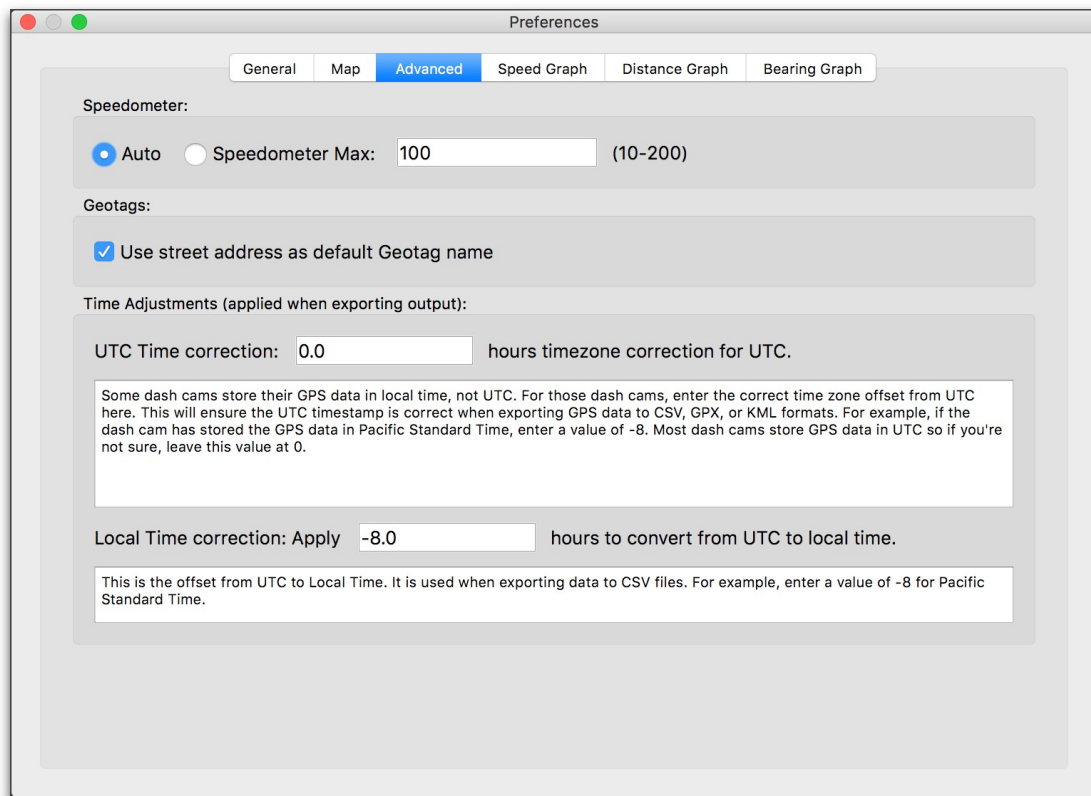 Preferences
General Map Advanced Speed Graph Distance Graph Bearing Graph
Speedometer:
Auto Speedometer Max: 100 (10-200)
Geotags:
Use street address as default Geotag name
Time Adjustments (applied when exporting output):
UTC Time correction: 0.0 hours timezone correction for UTC.
Some dash cams store their GPS data in local time, not UTC. For those dash cams, enter the correct time zone offset from UTC
here. This will ensure the UTC timestamp is correct when exporting GPS data to CSV, GPX, or KML formats. For example, if the
dash cam has stored the GPS data in Pacific Standard Time, enter a value of -8. Most dash cams store GPS data in UTC so if you're
not sure, leave this value at 0.
Local Time correction: Apply -8.0 hours to convert from UTC to local time.
This is the offset from UTC to Local Time. It is used when exporting data to CSV files. For example, enter a value of -8 for Pacific
Standard Time.